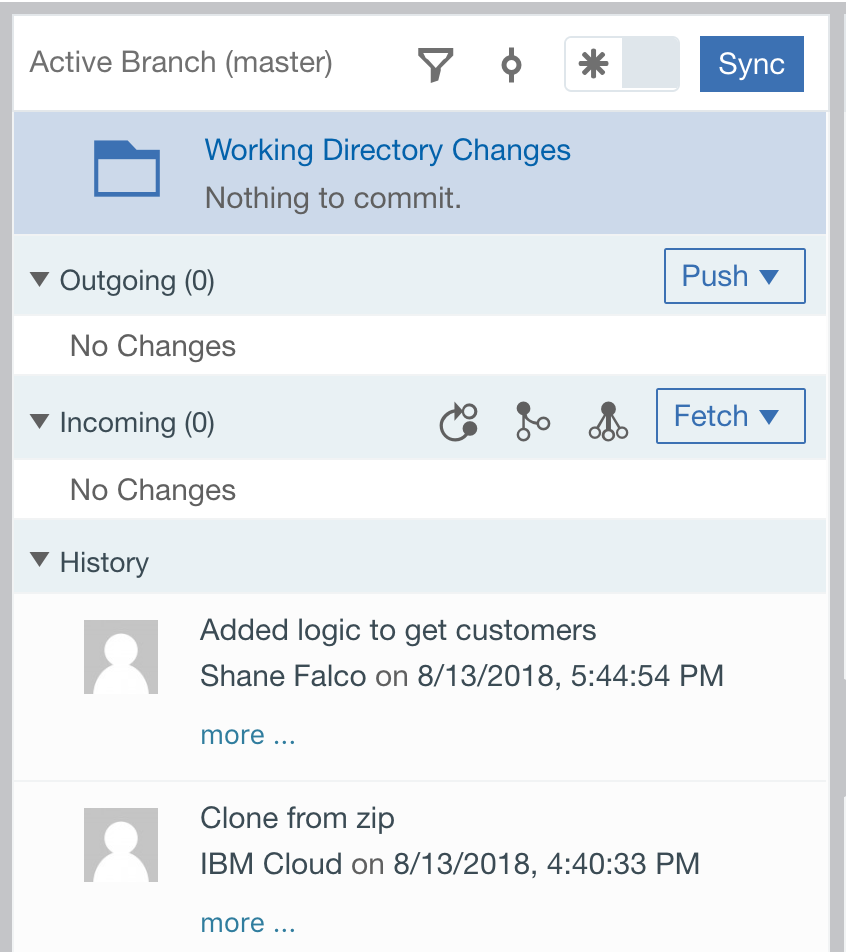 Active Branch (master)
Sync
Working Directory Changes
Nothing to commit.
Outgoing (0)
Push
No Changes
Incoming (0)
Fetch
No Changes
History
Added logic to get customers
Shane Falco on 8/13/2018, 5:44:54 PM
more ...
Clone from zip
IBM Cloud on 8/13/2018, 4:40:33 PM
more ...